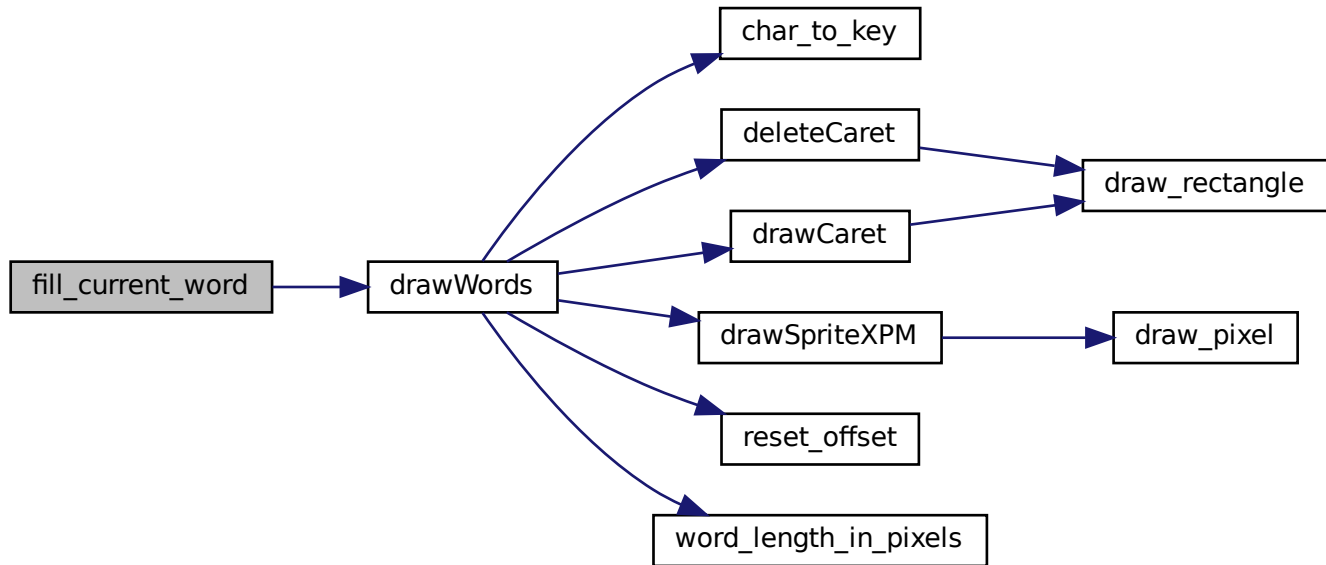 char_to_key
deleteCaret
draw_rectangle
drawCaret
fill_current_word
drawWords
drawSpriteXPM
draw_pixel
reset_offset
word_length_in_pixels